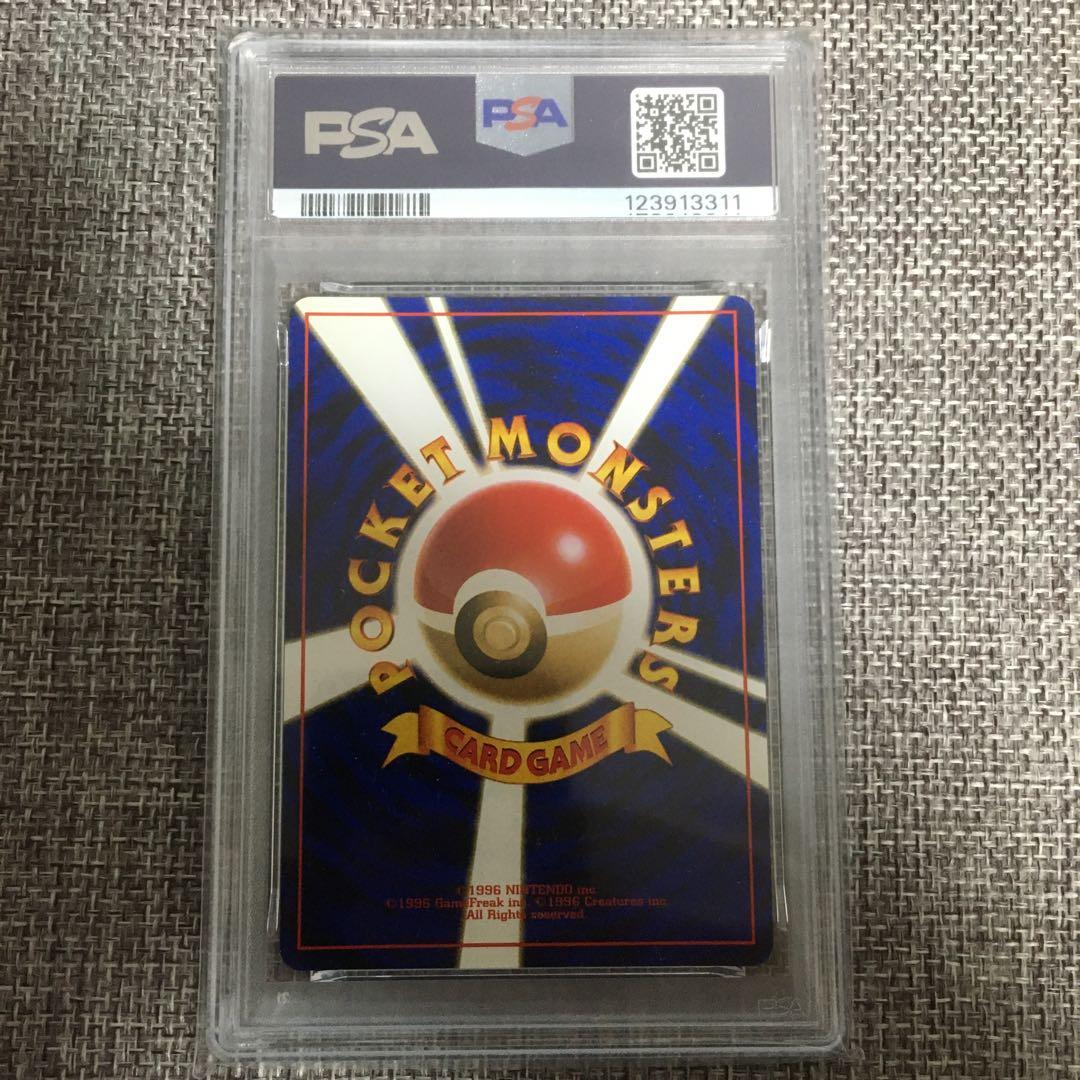 PSA
PSA
123913311
POCKET MONSTERS
CARD GAME
©1996 NINTENDO inc
©1996 GameFreak inc. ©1996 Creatures inc.
All Rights reserved.
PSA